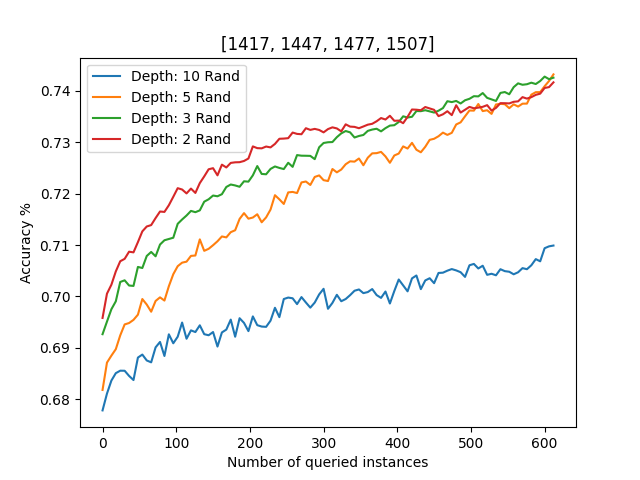 [1417, 1447, 1477, 1507]
Depth: 10 Rand
Depth: 5 Rand
Depth: 3 Rand
Depth: 2 Rand
0.74
0.73
0.72
0.71
0.70
0.69
0.68
Accuracy %
0 100 200 300 400 500 600
Number of queried instances